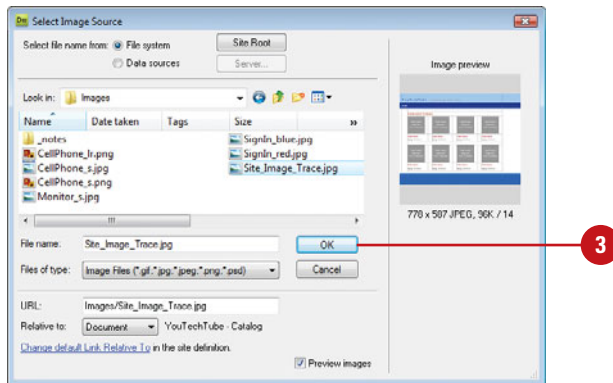 Dw Select Image Source
Select file name from: File system Site Root
Data sources Server...
Image preview
Look in: Images
Name Date taken Tags Size »
_notes SignIn_blue.jpg
CellPhone_lr.png SignIn_red.jpg
CellPhone_s.jpg Site_Image_Trace.jpg
CellPhone_s.png
Monitor_s.jpg
778 x 587 JPEG, 96K / 14
File name: Site_Image_Trace.jpg OK 3
Files of type: Image Files (*.gif,*.jpg,*.jpeg,*.png,*.psd) Cancel
URL: Images/Site_Image_Trace.jpg
Relative to: Document YouTechTube - Catalog
Change default Link Relative To in the site definition.
Preview images